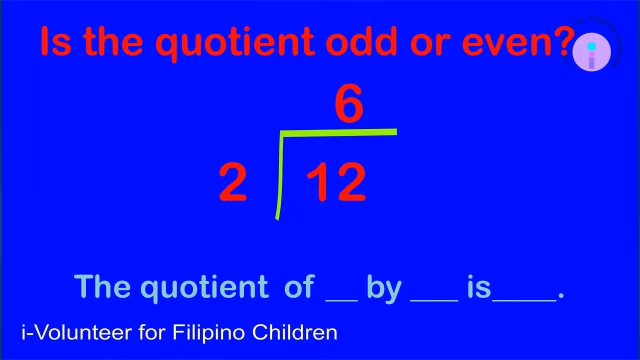 Is the quotient odd or even?
6
2 12
The quotient of __ by ___ is____.
i-Volunteer for Filipino Children